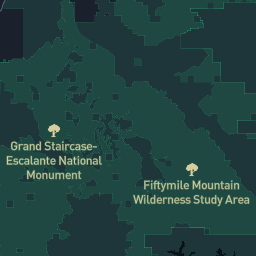 Grand Staircase-
Escalante National
Monument
Fiftymile Mountain
Wilderness Study Area